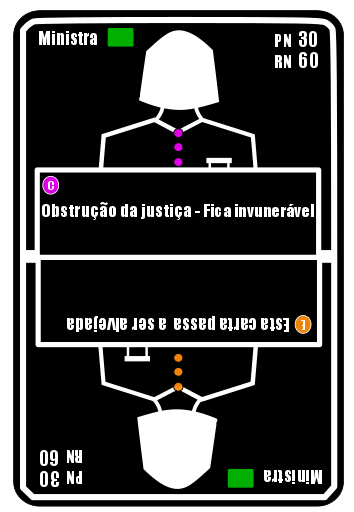 Ministra
PN 30
RN 60
C
Obstrução da justiça - Fica invunerável
Esta carta passa a ser alvejada
Ministra
PN 30
RN 60